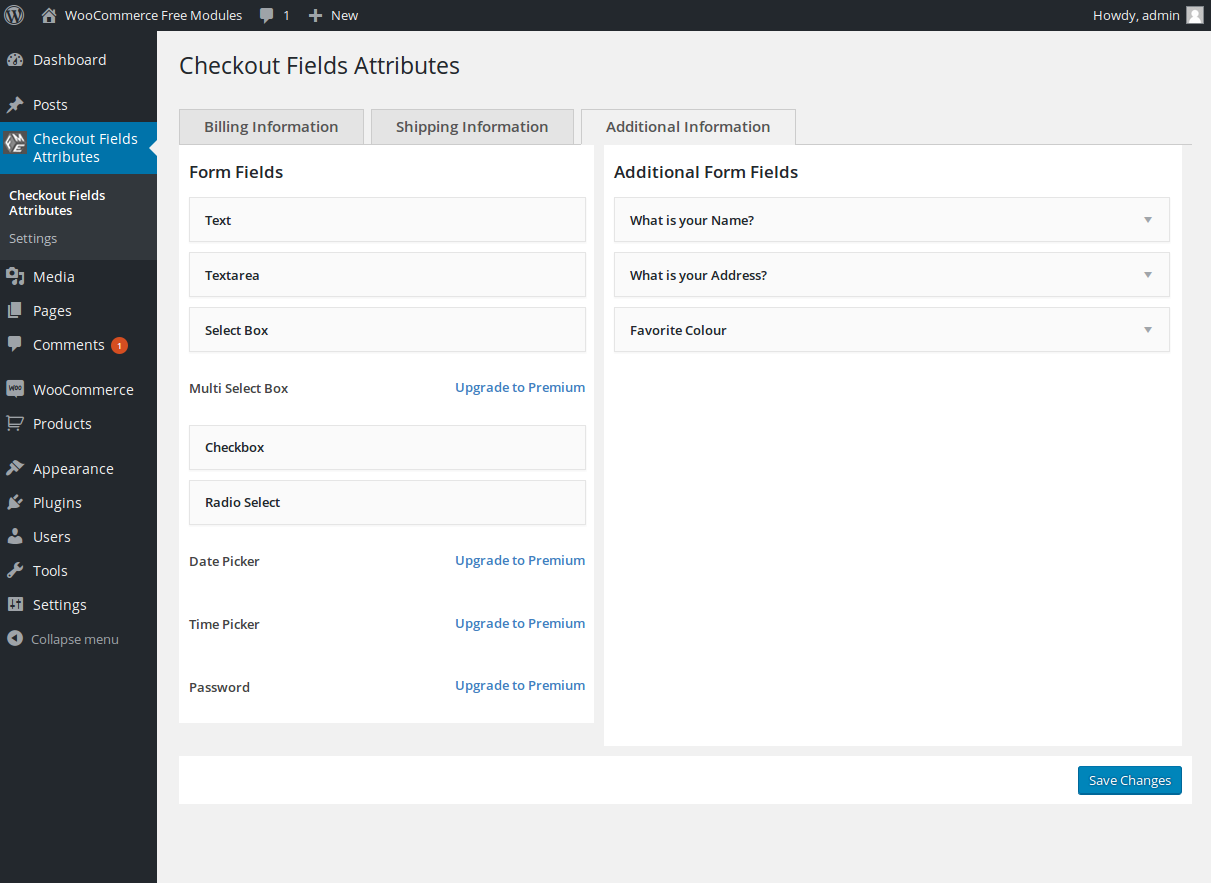 WooCommerce Free Modules 1 New Howdy, admin
Dashboard
Posts
Checkout Fields
Attributes
Checkout Fields
Attributes
Settings
Media
Pages
Comments 1
WooCommerce
Products
Appearance
Plugins
Users
Tools
Settings
Collapse menu
Checkout Fields Attributes
Billing Information Shipping Information Additional Information
Form Fields
Text
Textarea
Select Box
Multi Select Box Upgrade to Premium
Checkbox
Radio Select
Date Picker Upgrade to Premium
Time Picker Upgrade to Premium
Password Upgrade to Premium
Additional Form Fields
What is your Name?
What is your Address?
Favorite Colour
Save Changes